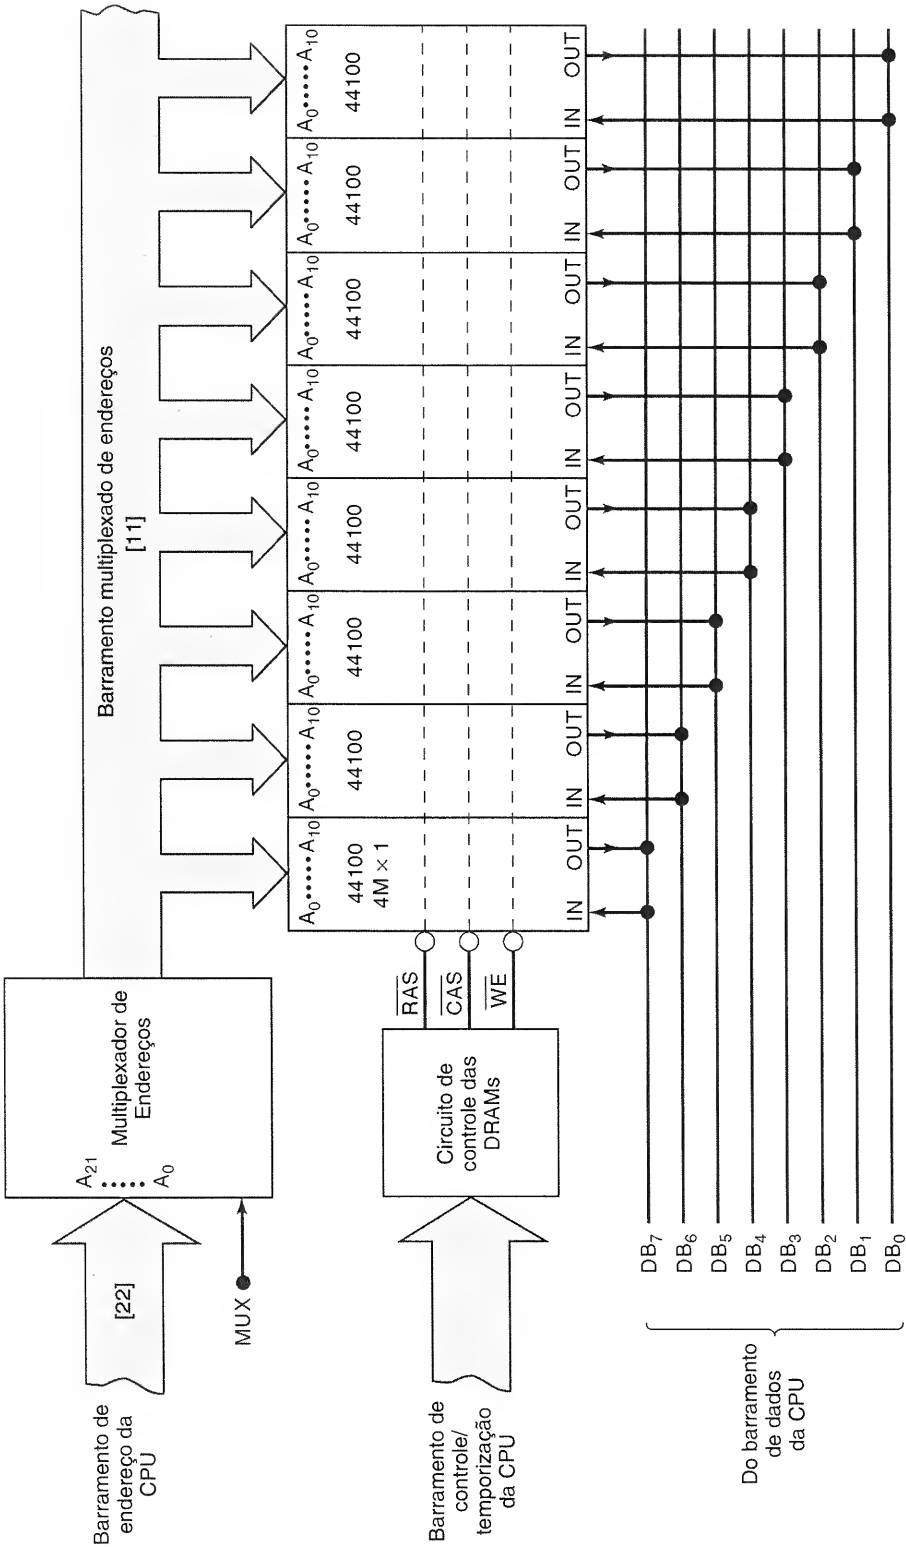 Barramento de
endereço da
CPU
[22]
MUX
A21
A0
Multiplexador de
Endereços
Barramento multiplexado de endereços
[11]
A0······A10
44100
4M × 1
IN
OUT
A0······A10
44100
IN
OUT
A0······A10
44100
IN
OUT
A0······A10
44100
IN
OUT
A0······A10
44100
IN
OUT
A0······A10
44100
IN
OUT
A0······A10
44100
IN
OUT
A0······A10
44100
IN
OUT
Barramento de
controle/
temporização
da CPU
Circuito de
controle das
DRAMs
RAS
CAS
WE
DB7
DB6
DB5
DB4
DB3
DB2
DB1
DB0
Do barramento
de dados
da CPU